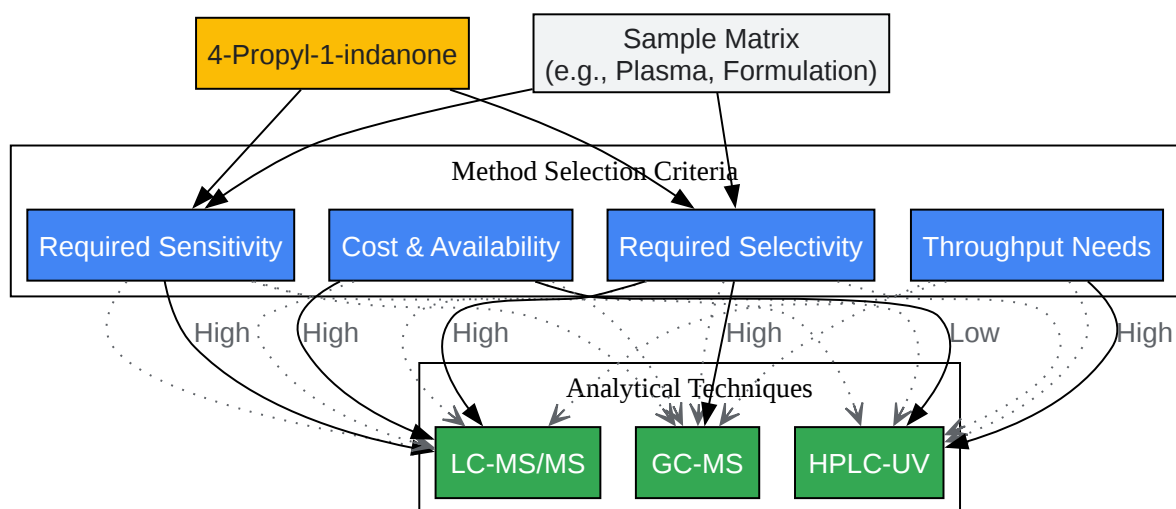 4-Propyl-1-indanone
Sample Matrix
(e.g., Plasma, Formulation)
Method Selection Criteria
Required Sensitivity
Cost & Availability
Required Selectivity
Throughput Needs
High
High
High
High
Low
High
Analytical Techniques
LC-MS/MS
GC-MS
HPLC-UV